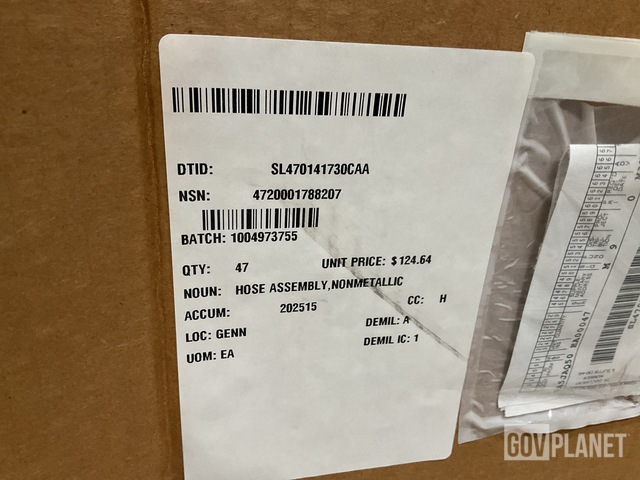 DTID: SL470141730CAA
NSN: 4720001788207
BATCH: 1004973755
QTY: 47 UNIT PRICE: $124.64
NOUN: HOSE ASSEMBLY,NONMETALLIC
ACCUM: 202515 CC: H
LOC: GENN DEMIL: A
UOM: EA DEMIL IC: 1
GOVPLANET